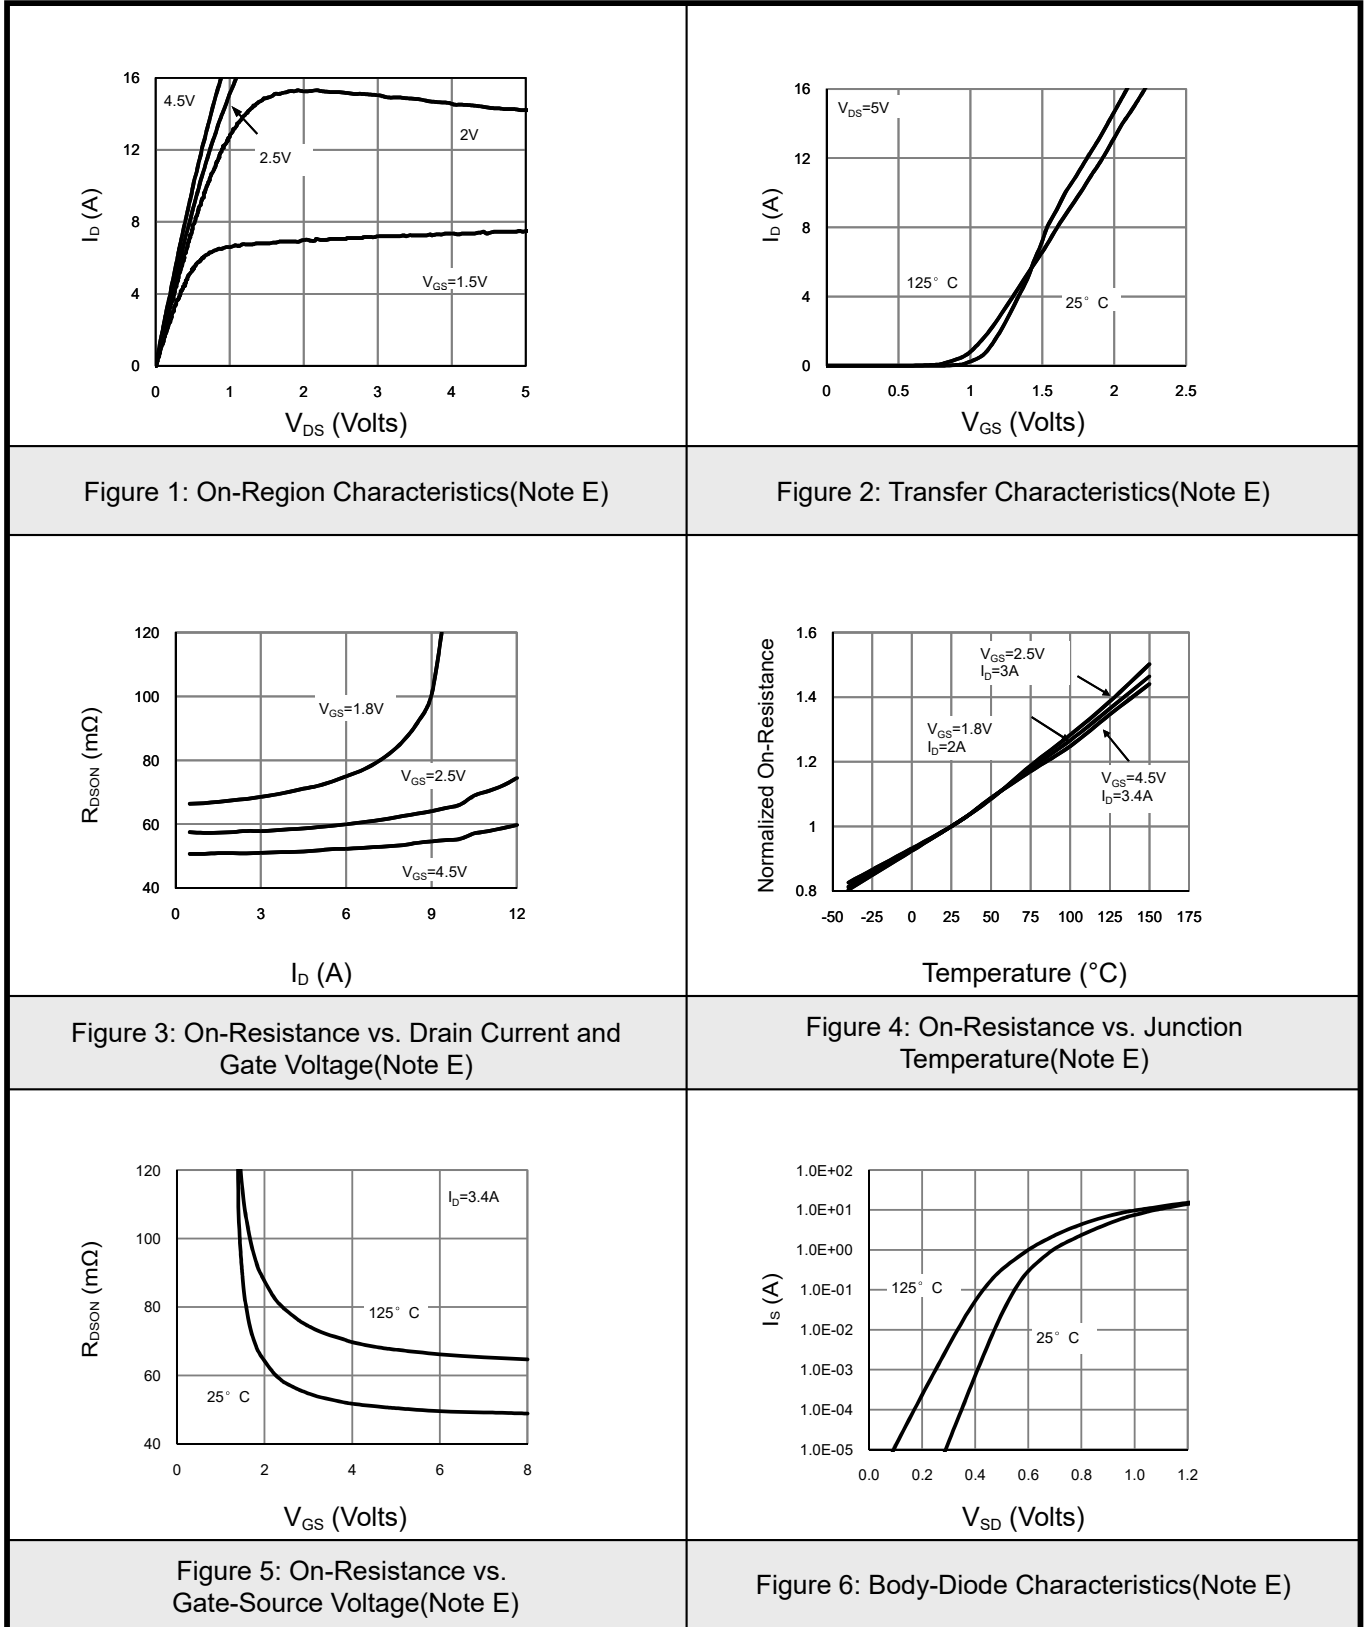 16
12
8
4
0
0 1 2 3 4 5
I_D (A)
4.5V
2.5V
2V
V_GS=1.5V
V_DS (Volts)
Figure 1: On-Region Characteristics(Note E)
16
12
8
4
0
0 0.5 1 1.5 2 2.5
I_D (A)
V_DS=5V
125° C
25° C
V_GS (Volts)
Figure 2: Transfer Characteristics(Note E)
120
100
80
60
40
0 3 6 9 12
R_DSON (mΩ)
V_GS=1.8V
V_GS=2.5V
V_GS=4.5V
I_D (A)
Figure 3: On-Resistance vs. Drain Current and
Gate Voltage(Note E)
1.6
1.4
1.2
1
0.8
-50 -25 0 25 50 75 100 125 150 175
Normalized On-Resistance
V_GS=2.5V
I_D=3A
V_GS=1.8V
I_D=2A
V_GS=4.5V
I_D=3.4A
Temperature (°C)
Figure 4: On-Resistance vs. Junction
Temperature(Note E)
120
100
80
60
40
0 2 4 6 8
R_DSON (mΩ)
I_D=3.4A
125° C
25° C
V_GS (Volts)
Figure 5: On-Resistance vs.
Gate-Source Voltage(Note E)
1.0E+02
1.0E+01
1.0E+00
1.0E-01
1.0E-02
1.0E-03
1.0E-04
1.0E-05
0.0 0.2 0.4 0.6 0.8 1.0 1.2
I_S (A)
125° C
25° C
V_SD (Volts)
Figure 6: Body-Diode Characteristics(Note E)